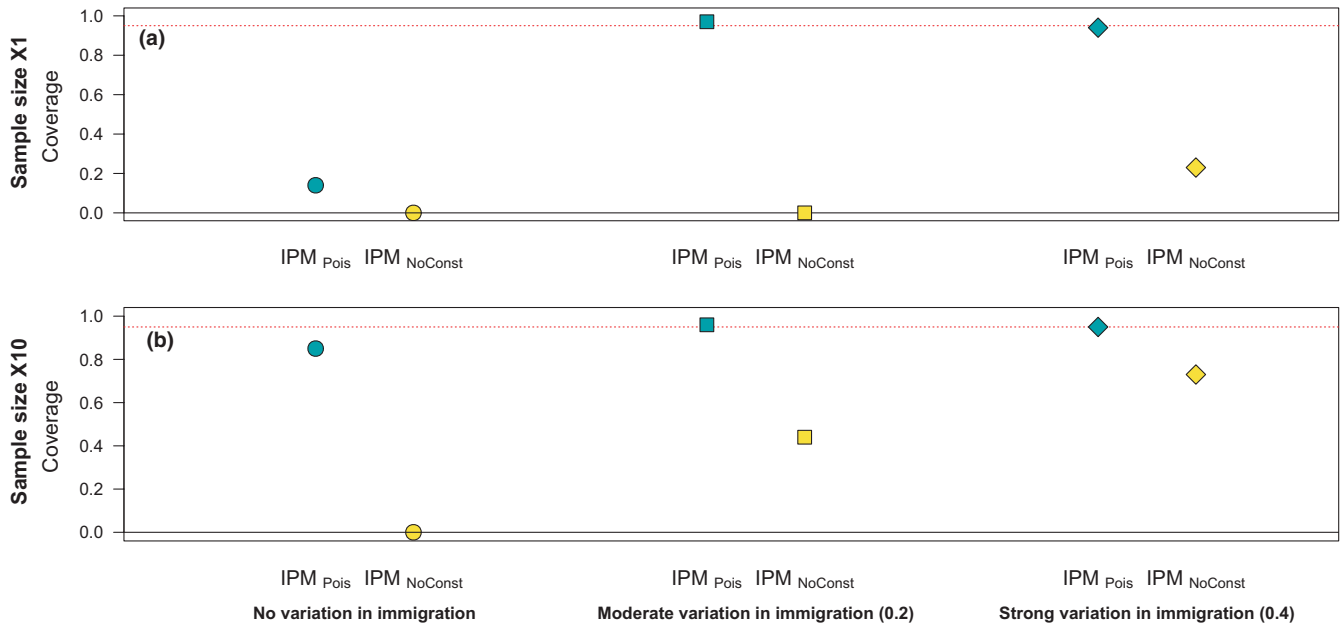 Sample size X1
Coverage
1.0
0.8
0.6
0.4
0.2
0.0
(a)
IPM Pois IPM NoConst IPM Pois IPM NoConst IPM Pois IPM NoConst
Sample size X10
Coverage
1.0
0.8
0.6
0.4
0.2
0.0
(b)
IPM Pois IPM NoConst IPM Pois IPM NoConst IPM Pois IPM NoConst
No variation in immigration Moderate variation in immigration (0.2) Strong variation in immigration (0.4)